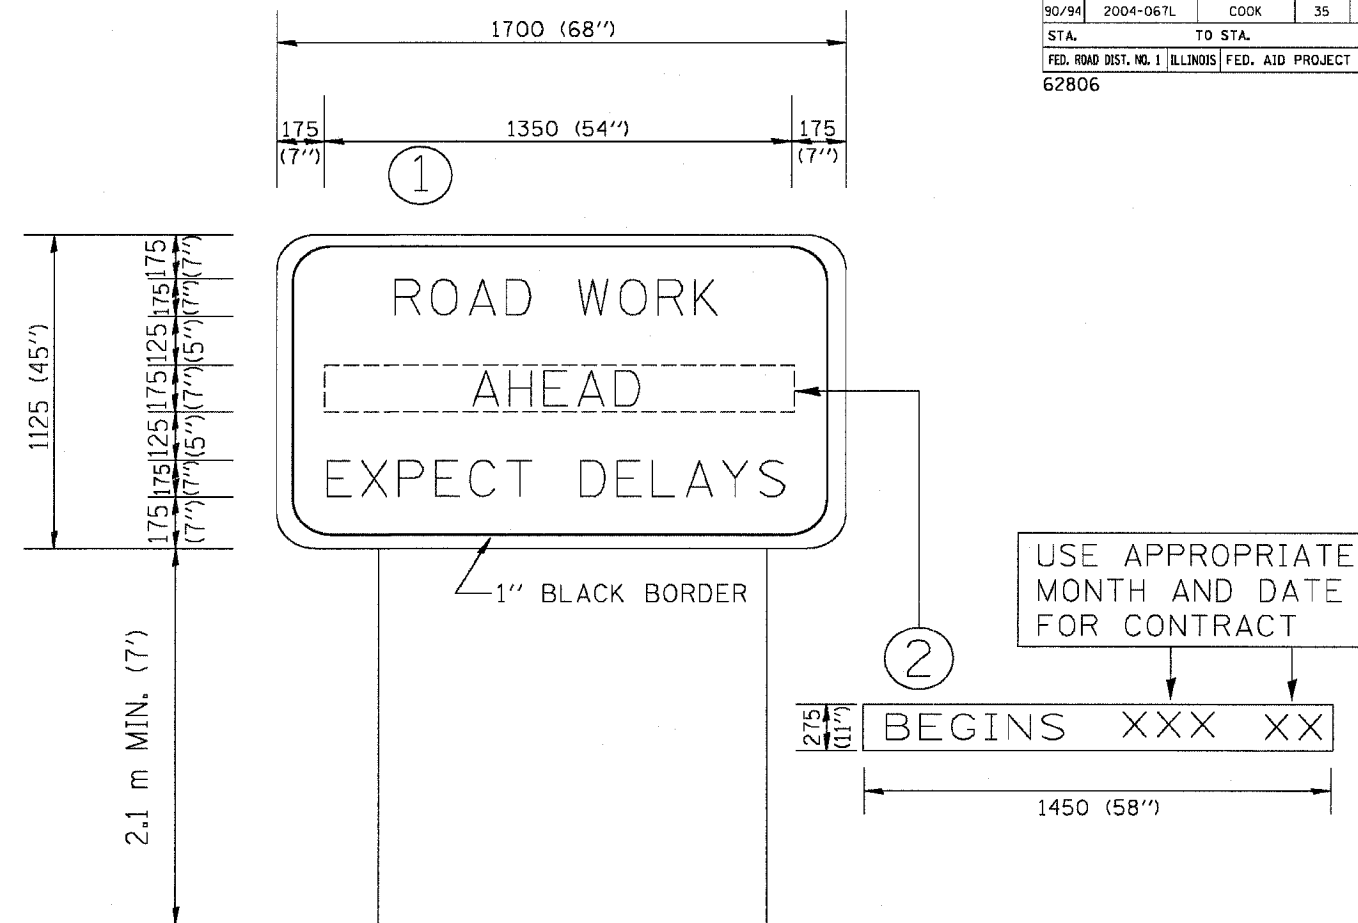 90/94 2004-067L COOK 35
STA. TO STA.
FED. ROAD DIST. NO. 1 ILLINOIS FED. AID PROJECT
62806
1700 (68'')
175 1350 (54'') 175
(7'') (7'')
1
1125 (45'')
175 (7'')
175 (7'')
125 (5'')
175 (7'')
125 (5'')
175 (7'')
175 (7'')
ROAD WORK
AHEAD
EXPECT DELAYS
1'' BLACK BORDER
2.1 m MIN. (7')
USE APPROPRIATE
MONTH AND DATE
FOR CONTRACT
2
275 (11'')
BEGINS XXX XX
1450 (58'')